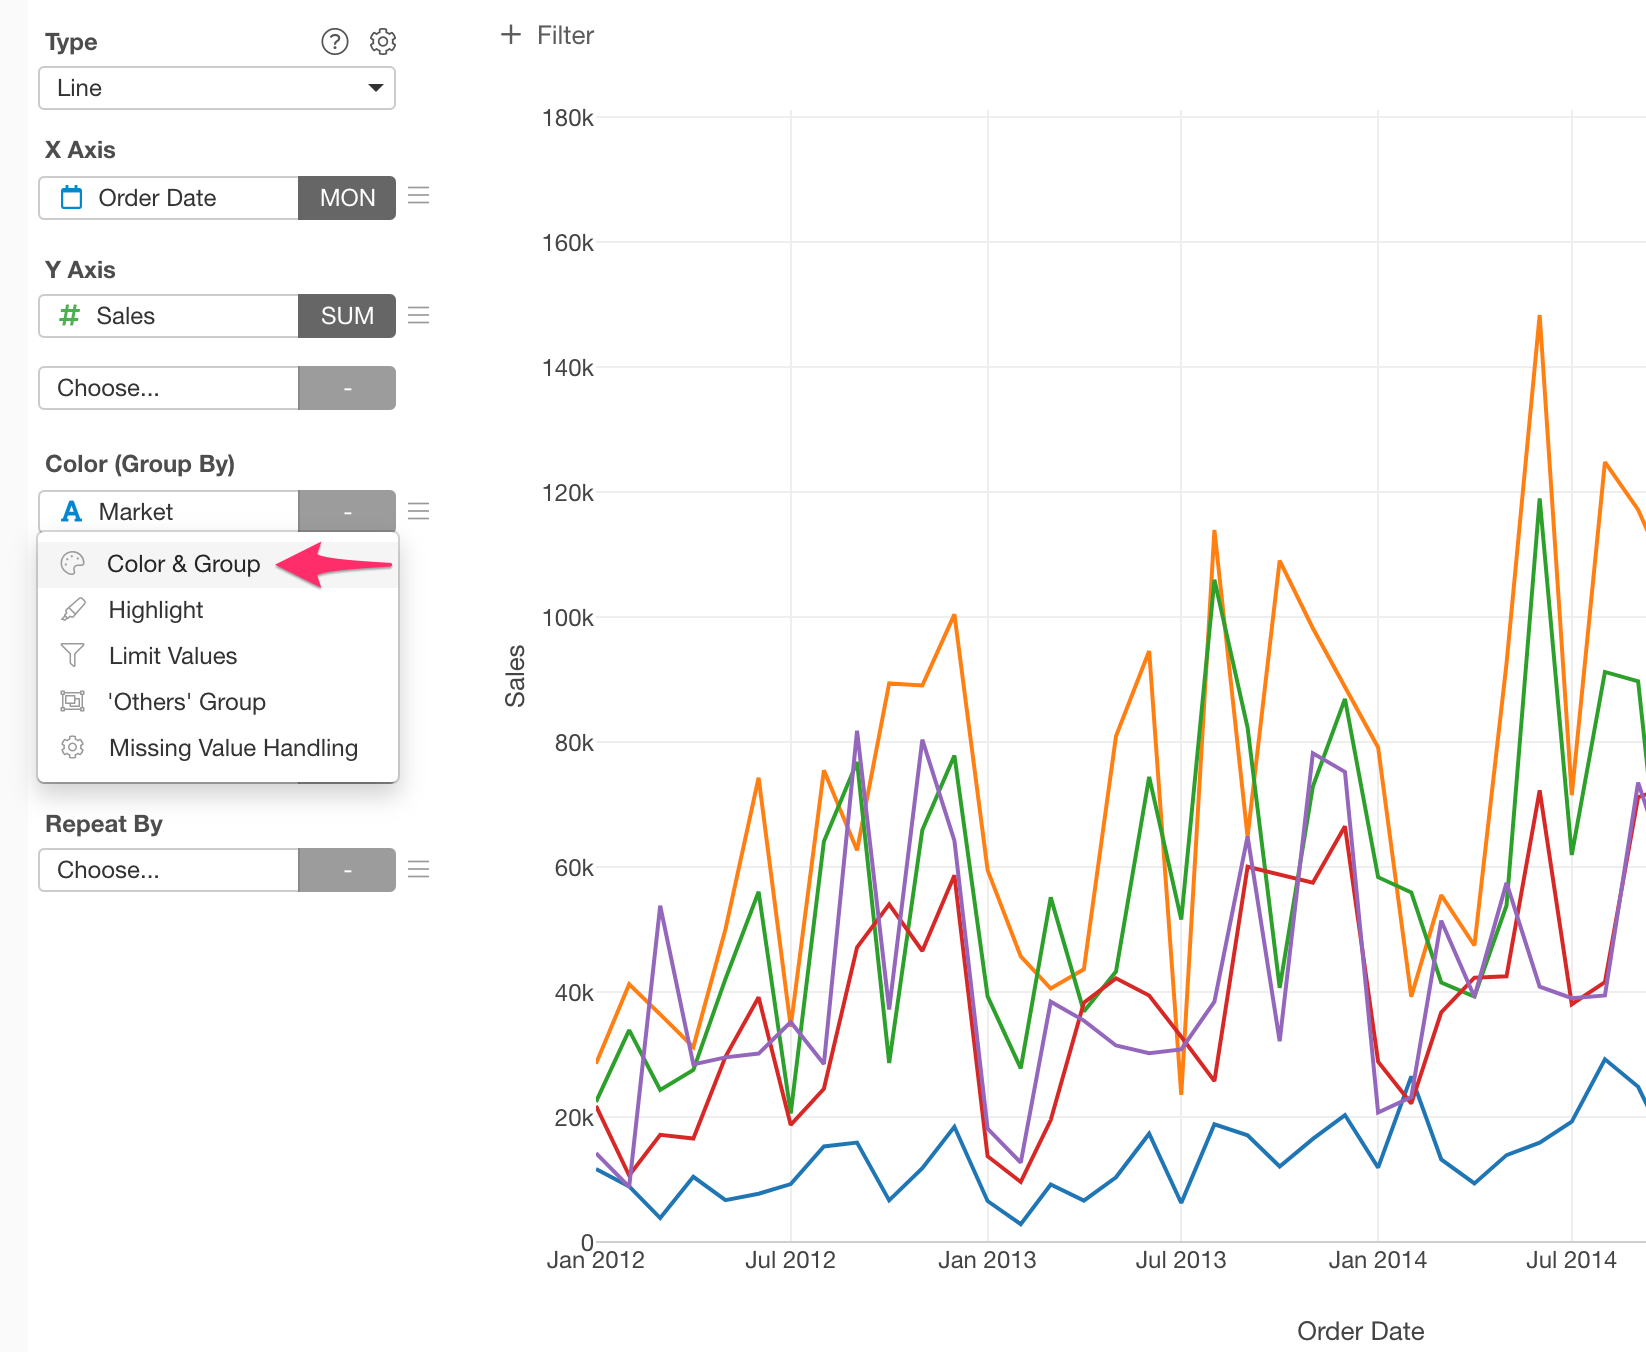 Type
Line
X Axis
Order Date MON
Y Axis
# Sales SUM
Choose... -
Color (Group By)
A Market -
Color & Group
Highlight
Limit Values
'Others' Group
Missing Value Handling
Repeat By
Choose... -
+ Filter
180k
160k
140k
120k
100k
80k
60k
40k
20k
0
Sales
Jan 2012 Jul 2012 Jan 2013 Jul 2013 Jan 2014 Jul 2014
Order Date